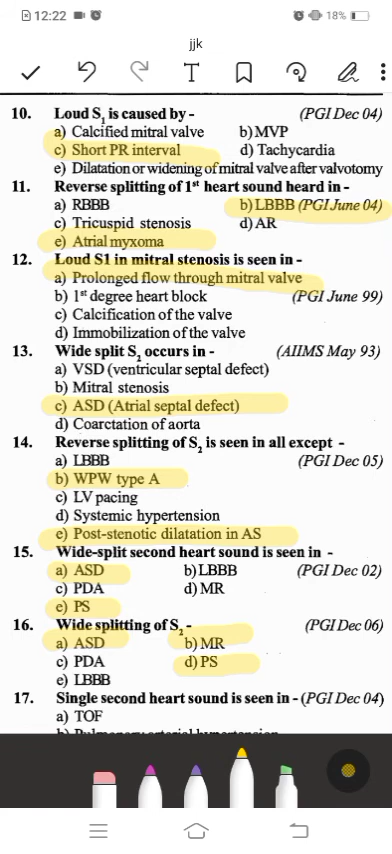 12:22
18%
jjk
T
10. Loud S1 is caused by - (PGI Dec 04)
a) Calcified mitral valve b) MVP
c) Short PR interval d) Tachycardia
e) Dilatation or widening of mitral valve after valvotomy
11. Reverse splitting of 1st heart sound heard in -
a) RBBB b) LBBB (PGI June 04)
c) Tricuspid stenosis d) AR
e) Atrial myxoma
12. Loud S1 in mitral stenosis is seen in -
a) Prolonged flow through mitral valve
b) 1st degree heart block (PGI June 99)
c) Calcification of the valve
d) Immobilization of the valve
13. Wide split S2 occurs in - (AIIMS May 93)
a) VSD (ventricular septal defect)
b) Mitral stenosis
c) ASD (Atrial septal defect)
d) Coarctation of aorta
14. Reverse splitting of S2 is seen in all except -
a) LBBB (PGI Dec 05)
b) WPW type A
c) LV pacing
d) Systemic hypertension
e) Post-stenotic dilatation in AS
15. Wide-split second heart sound is seen in -
a) ASD b) LBBB (PGI Dec 02)
c) PDA d) MR
e) PS
16. Wide splitting of S2 - (PGI Dec 06)
a) ASD b) MR
c) PDA d) PS
e) LBBB
17. Single second heart sound is seen in - (PGI Dec 04)
a) TOF
b) Pulmonary arterial hypertension